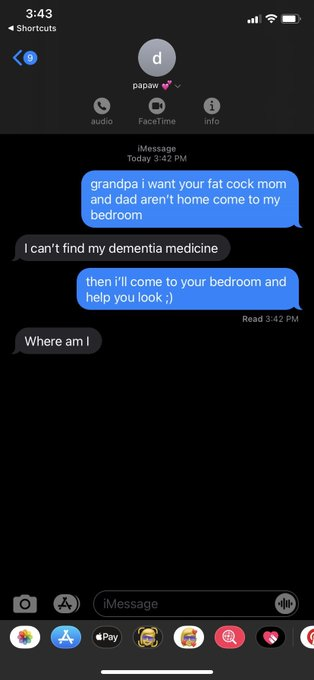 3:43
Shortcuts
9
d
papaw 💕
audio
FaceTime
info
iMessage
Today 3:42 PM
grandpa i want your fat cock mom
and dad aren't home come to my
bedroom
I can't find my dementia medicine
then i'll come to your bedroom and
help you look ;)
Read 3:42 PM
Where am I
iMessage
Pay